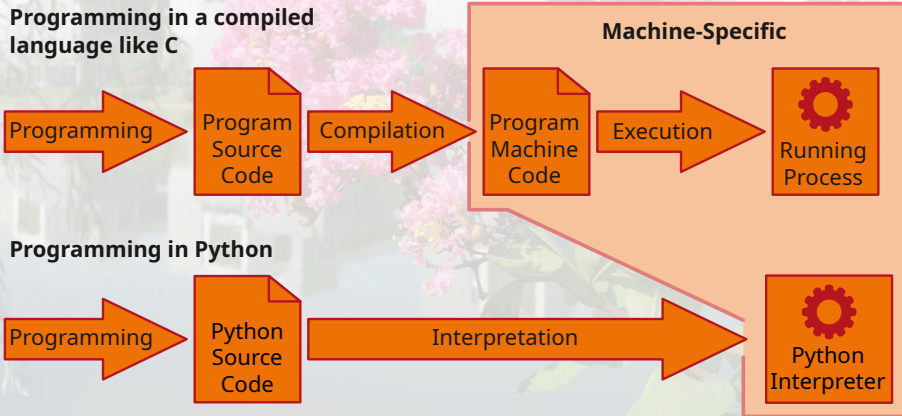 Programming in a compiled
language like C
Machine-Specific
Programming
Program
Source
Code
Compilation
Program
Machine
Code
Execution
Running
Process
Programming in Python
Programming
Python
Source
Code
Interpretation
Python
Interpreter